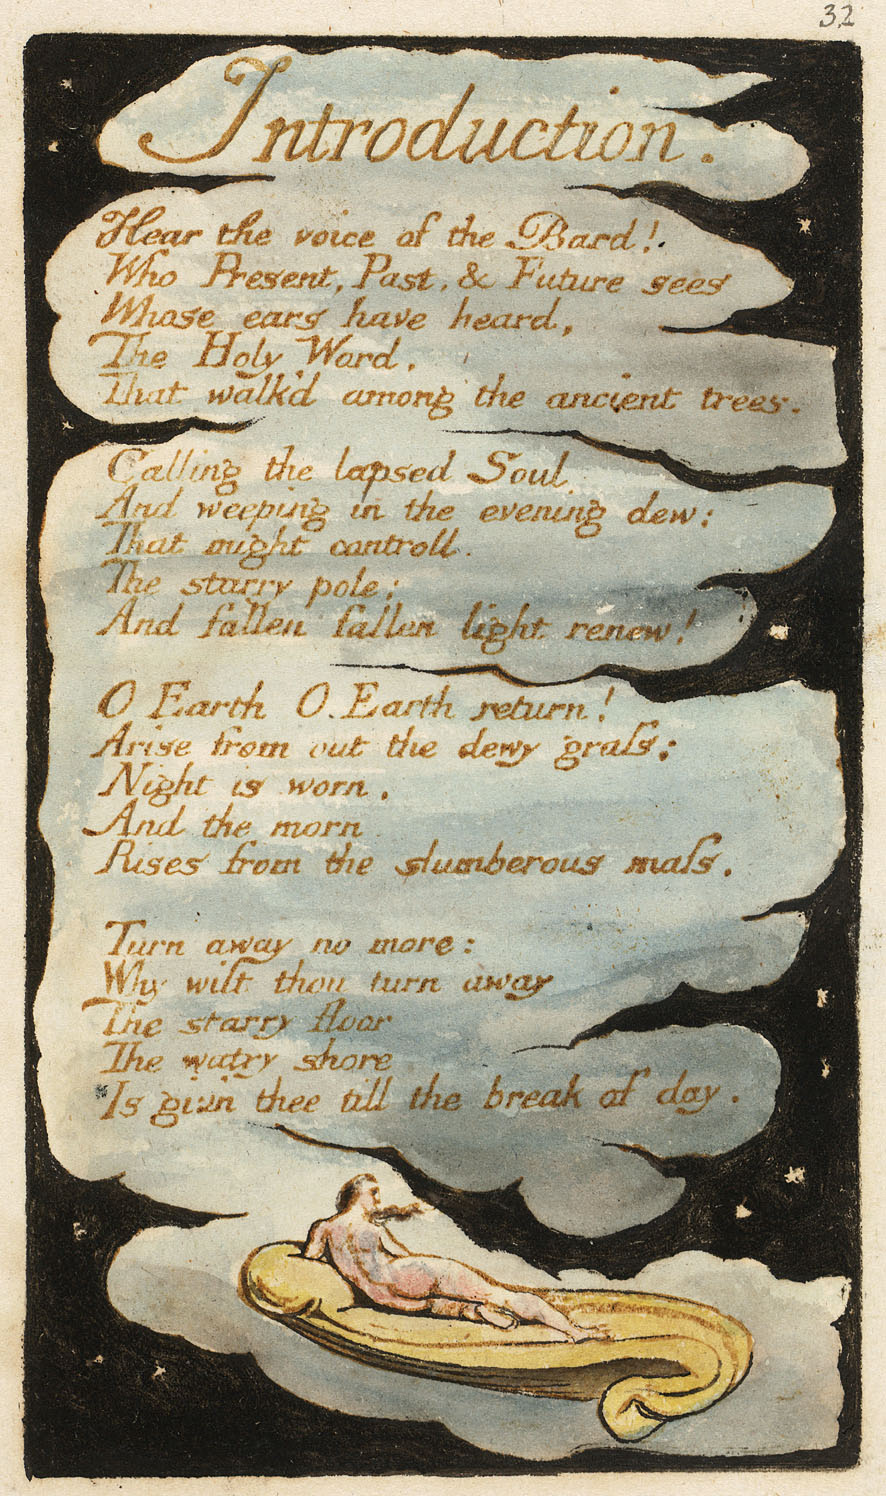 32
Introduction.
Hear the voice of the Bard!
Who Present, Past, & Future sees
Whose ears have heard,
The Holy Word,
That walk'd among the ancient trees.
Calling the lapsed Soul
And weeping in the evening dew:
That might controll.
The starry pole;
And fallen fallen light renew!
O Earth O Earth return!
Arise from out the dewy graſs;
Night is worn,
And the morn
Rises from the slumberous maſs.
Turn away no more:
Why wilt thou turn away
The starry floor
The watry shore
Is giv'n thee till the break of day.